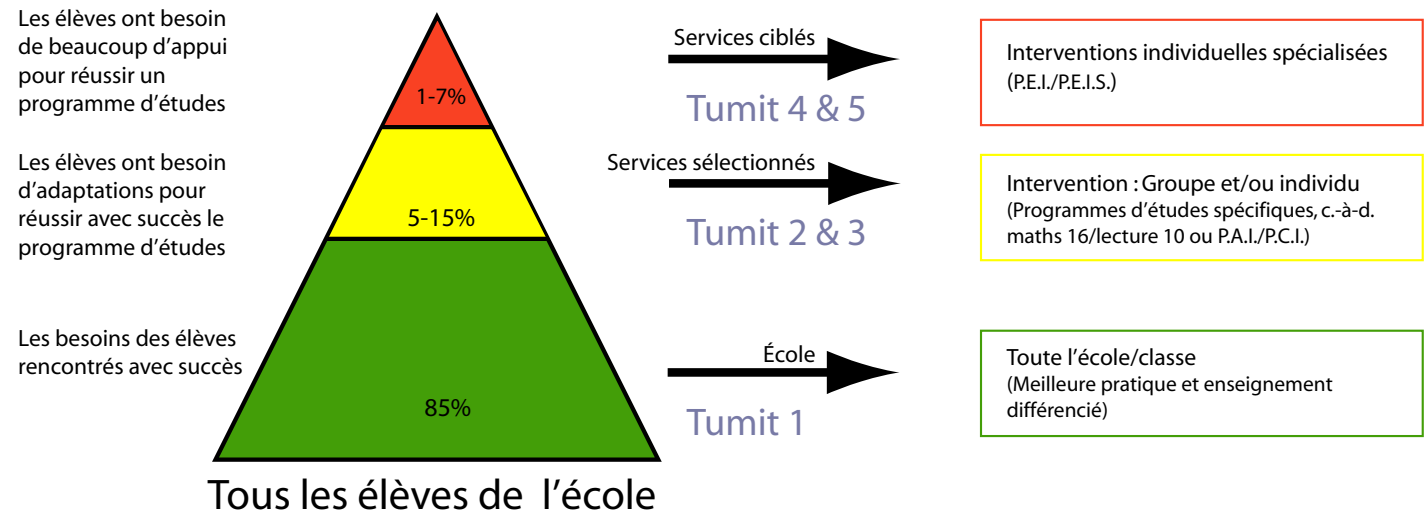 Les élèves ont besoin
de beaucoup d'appui
pour réussir un
programme d'études
1-7%
Services ciblés
Tumit 4 & 5
Interventions individuelles spécialisées
(P.E.I./P.E.I.S.)
Les élèves ont besoin
d'adaptations pour
réussir avec succès le
programme d'études
5-15%
Services sélectionnés
Tumit 2 & 3
Intervention : Groupe et/ou individu
(Programmes d'études spécifiques, c.-à-d.
maths 16/lecture 10 ou P.A.I./P.C.I.)
Les besoins des élèves
rencontrés avec succès
85%
École
Tumit 1
Toute l'école/classe
(Meilleure pratique et enseignement
différencié)
Tous les élèves de l'école